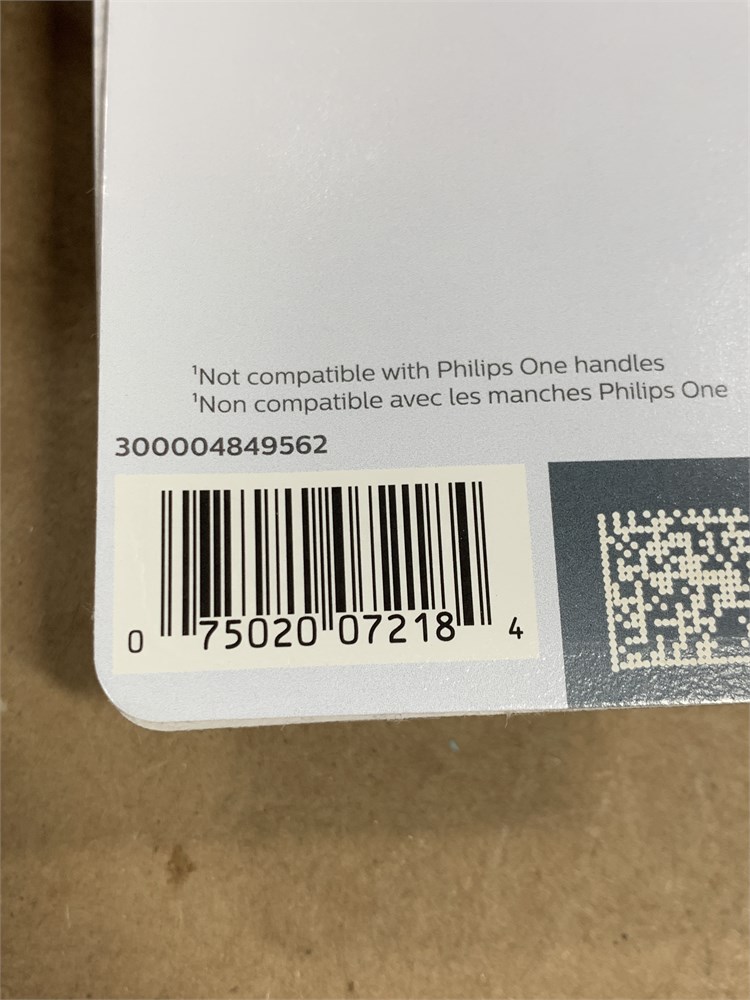 ¹Not compatible with Philips One handles
¹Non compatible avec les manches Philips One
300004849562
0 75020 07218 4